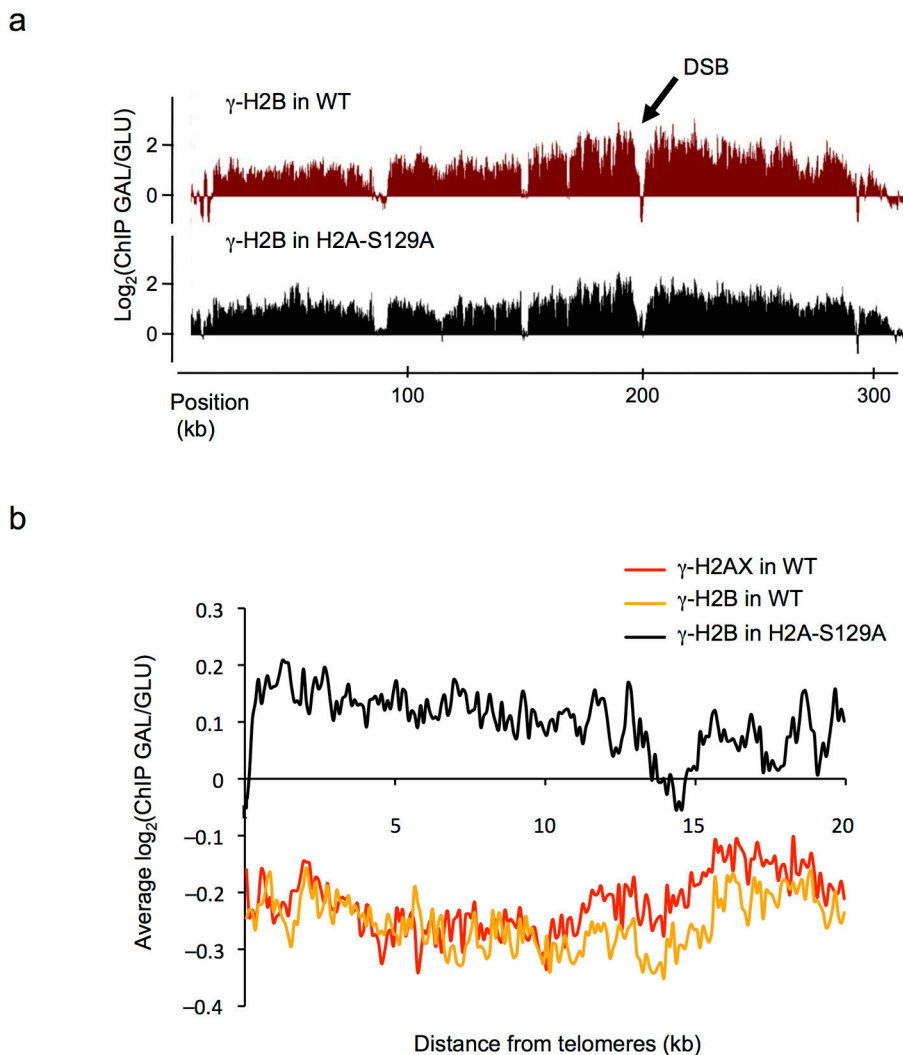 a
DSB
γ-H2B in WT
2
0
γ-H2B in H2A-S129A
2
0
Log₂(ChIP GAL/GLU)
Position
(kb)
100
200
300
b
γ-H2AX in WT
γ-H2B in WT
γ-H2B in H2A-S129A
0.3
0.2
0.1
0
–0.1
–0.2
–0.3
–0.4
5
10
15
20
Average log₂(ChIP GAL/GLU)
Distance from telomeres (kb)